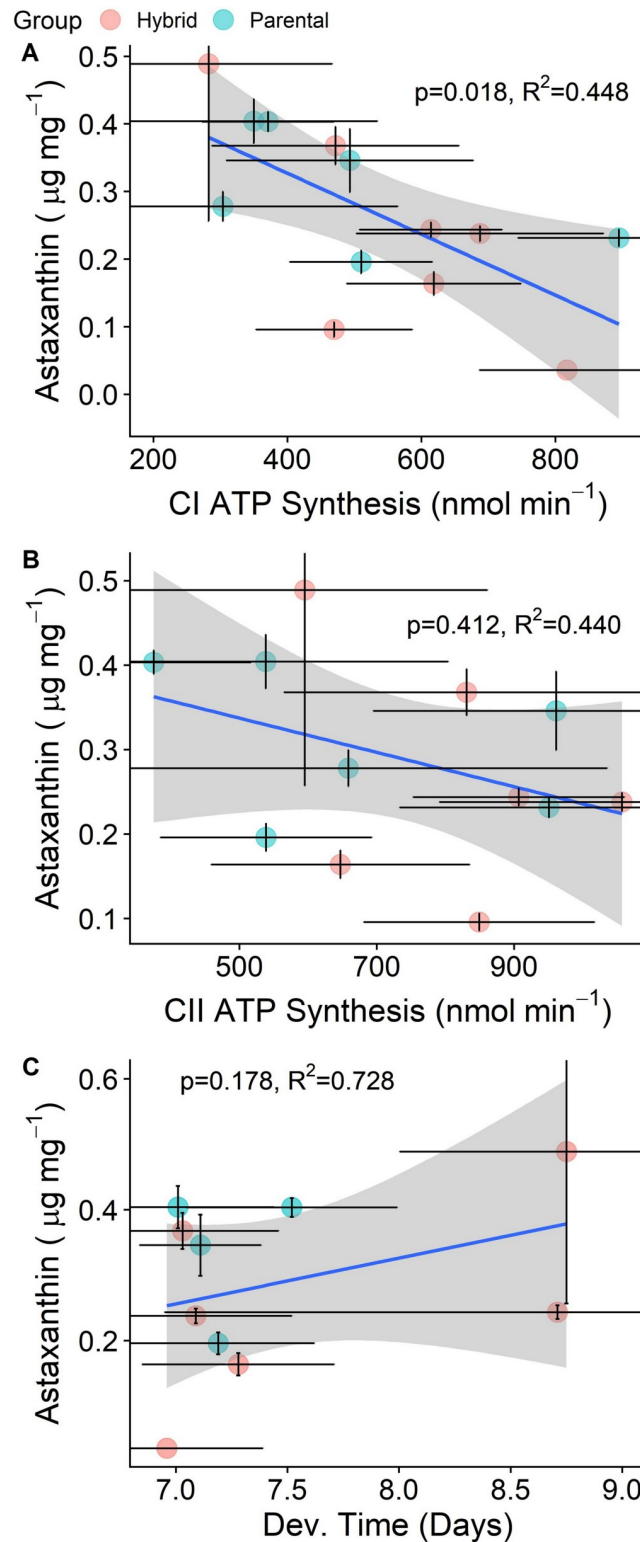 Group Hybrid Parental
A
0.5
p=0.018, R²=0.448
0.4
0.3
0.2
0.1
0.0
Astaxanthin ( μg mg⁻¹)
200 400 600 800
CI ATP Synthesis (nmol min⁻¹)
B
0.5
p=0.412, R²=0.440
0.4
0.3
0.2
0.1
Astaxanthin ( μg mg⁻¹)
500 700 900
CII ATP Synthesis (nmol min⁻¹)
C
0.6
p=0.178, R²=0.728
0.4
0.2
Astaxanthin ( μg mg⁻¹)
7.0 7.5 8.0 8.5 9.0
Dev. Time (Days)